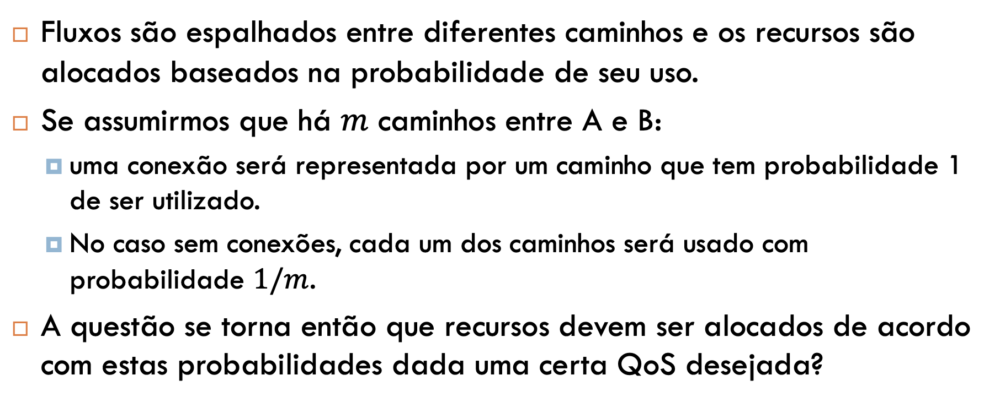 Fluxos são espalhados entre diferentes caminhos e os recursos são
alocados baseados na probabilidade de seu uso.
Se assumirmos que há m caminhos entre A e B:
uma conexão será representada por um caminho que tem probabilidade 1
de ser utilizado.
No caso sem conexões, cada um dos caminhos será usado com
probabilidade 1/m.
A questão se torna então que recursos devem ser alocados de acordo
com estas probabilidades dada uma certa QoS desejada?